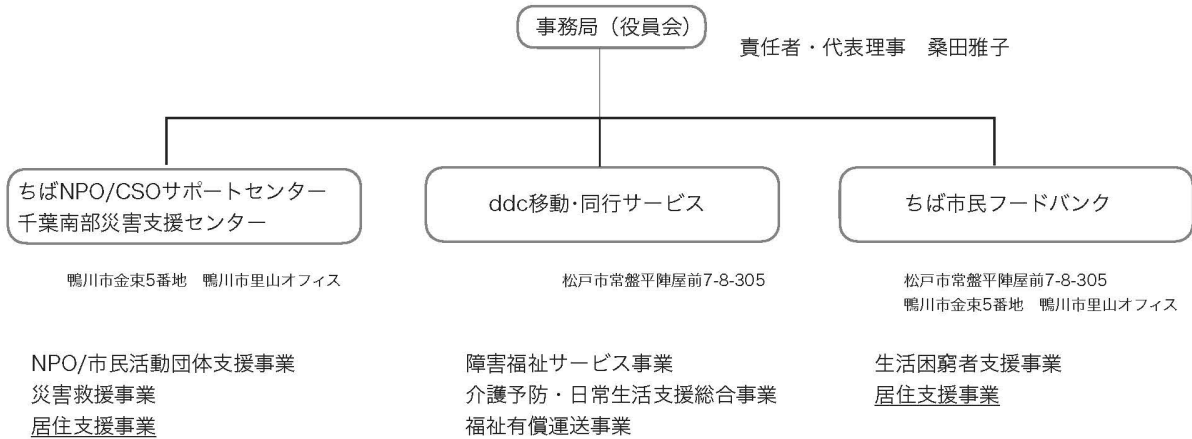 事務局（役員会）
責任者・代表理事　桑田雅子
ちばNPO/CSOサポートセンター
千葉南部災害支援センター
鴨川市金束5番地　鴨川市里山オフィス
NPO/市民活動団体支援事業
災害救援事業
居住支援事業
ddc移動･同行サービス
松戸市常盤平陣屋前7-8-305
障害福祉サービス事業
介護予防・日常生活支援総合事業
福祉有償運送事業
ちば市民フードバンク
松戸市常盤平陣屋前7-8-305
鴨川市金束5番地　鴨川市里山オフィス
生活困窮者支援事業
居住支援事業